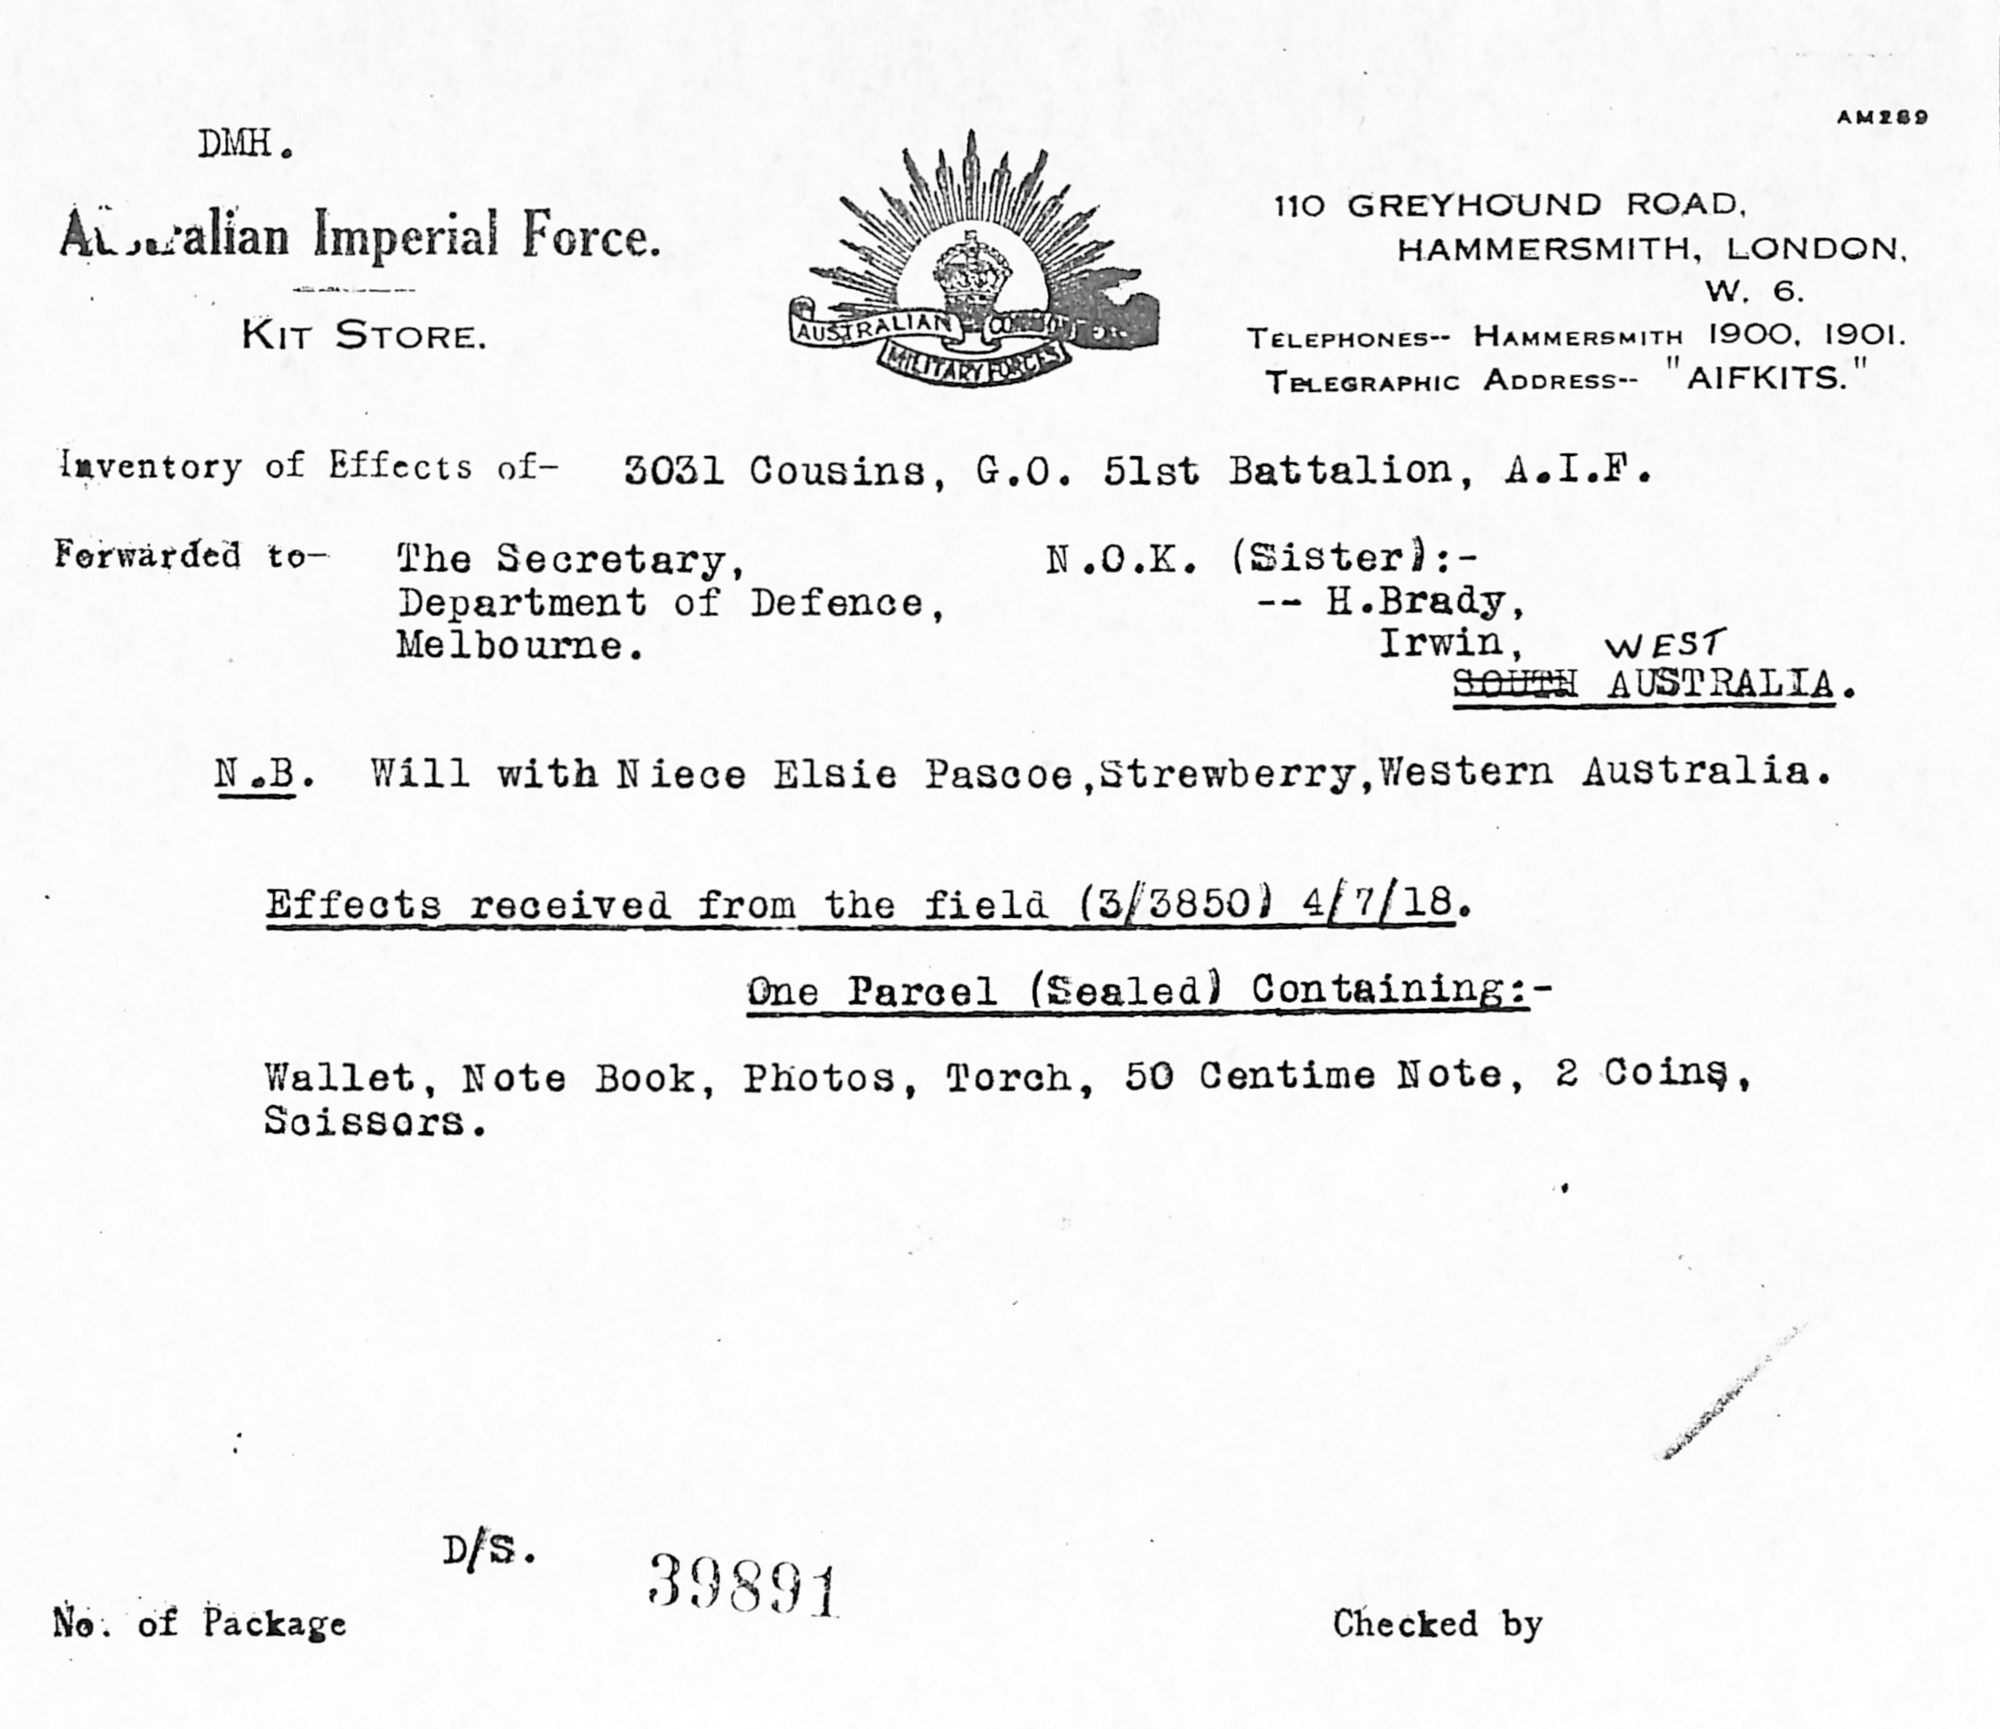 AM289
DMH.
Australian Imperial Force.
KIT STORE.
AUSTRALIAN
MILITARY FORCES
110 GREYHOUND ROAD,
HAMMERSMITH, LONDON,
W. 6.
TELEPHONES-- HAMMERSMITH 1900, 1901.
TELEGRAPHIC ADDRESS-- "AIFKITS."
Inventory of Effects of- 3031 Cousins, G.O. 51st Battalion, A.I.F.
Forwarded to- The Secretary,
Department of Defence,
Melbourne.
N.O.K. (Sister):-
-- H.Brady,
Irwin, WEST
SOUTH AUSTRALIA.
N.B. Will with Niece Elsie Pascoe,Strewberry,Western Australia.
Effects received from the field (3/3850) 4/7/18.
One Parcel (Sealed) Containing:-
Wallet, Note Book, Photos, Torch, 50 Centime Note, 2 Coins,
Scissors.
D/S. 39891
No. of Package
Checked by